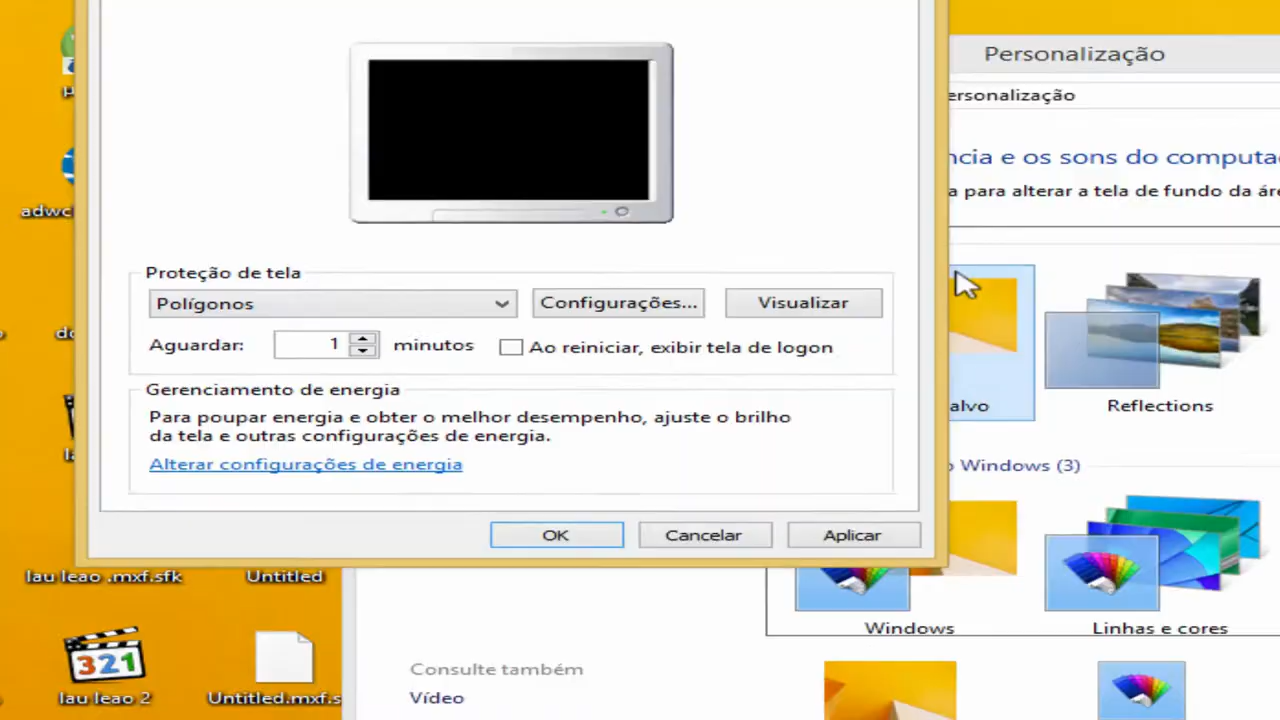 Personalização
ersonalização
ncia e os sons do computa
a para alterar a tela de fundo da áre
Proteção de tela
Polígonos
Configurações...
Visualizar
Aguardar:
1
minutos
Ao reiniciar, exibir tela de logon
Gerenciamento de energia
Para poupar energia e obter o melhor desempenho, ajuste o brilho
da tela e outras configurações de energia.
Alterar configurações de energia
OK
Cancelar
Aplicar
alvo
Reflections
o Windows (3)
Windows
Linhas e cores
Consulte também
Vídeo
adwc
lau leao .mxf.sfk
Untitled
321
lau leao 2
Untitled.mxf.s